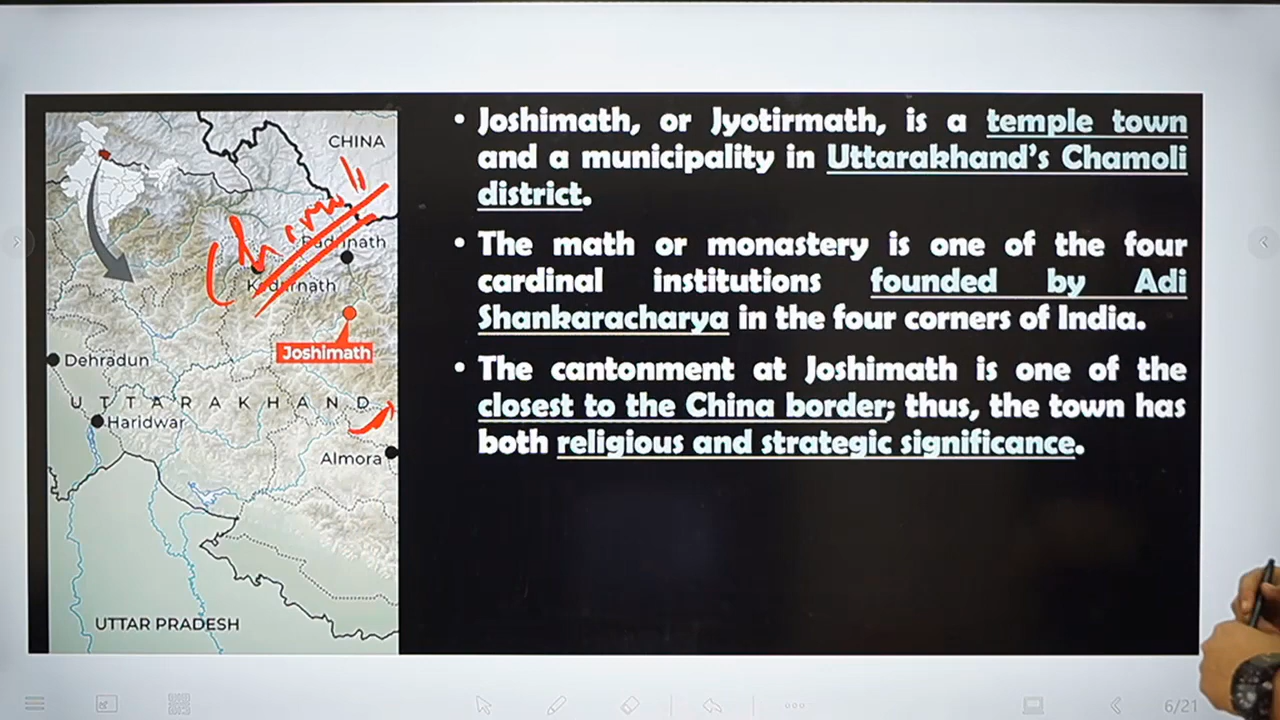 CHINA
Badrinath
Kedarnath
Joshimath
Dehradun
UTTARAKHAND
Haridwar
Almora
UTTAR PRADESH
• Joshimath, or Jyotirmath, is a temple town
and a municipality in Uttarakhand's Chamoli
district.
• The math or monastery is one of the four
cardinal institutions founded by Adi
Shankaracharya in the four corners of India.
• The cantonment at Joshimath is one of the
closest to the China border; thus, the town has
both religious and strategic significance.
6/21